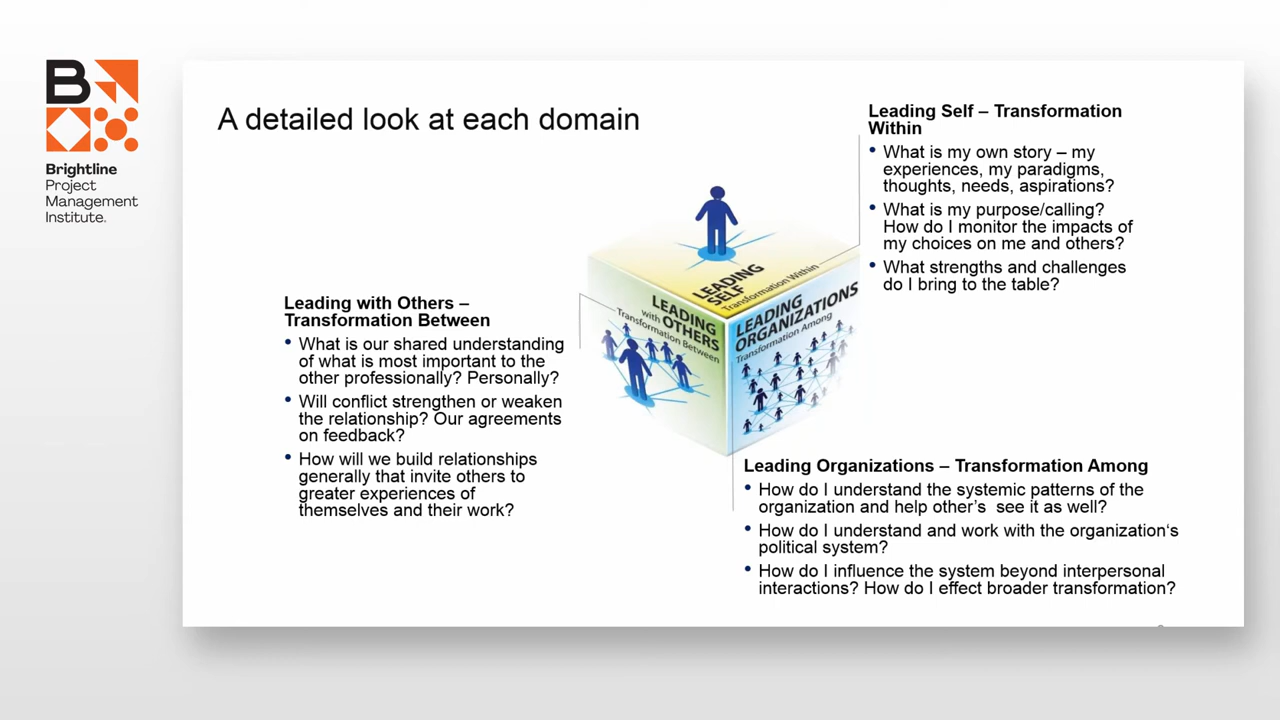 B
Brightline
Project
Management
Institute.
A detailed look at each domain
Leading Self – Transformation
Within
• What is my own story – my
experiences, my paradigms,
thoughts, needs, aspirations?
• What is my purpose/calling?
How do I monitor the impacts of
my choices on me and others?
• What strengths and challenges
do I bring to the table?
LEADING
SELF
Transformation Within
LEADING
with OTHERS
Transformation Between
LEADING
ORGANIZATIONS
Transformation Among
Leading with Others –
Transformation Between
• What is our shared understanding
of what is most important to the
other professionally? Personally?
• Will conflict strengthen or weaken
the relationship? Our agreements
on feedback?
• How will we build relationships
generally that invite others to
greater experiences of
themselves and their work?
Leading Organizations – Transformation Among
• How do I understand the systemic patterns of the
organization and help other’s  see it as well?
• How do I understand and work with the organization‘s
political system?
• How do I influence the system beyond interpersonal
interactions? How do I effect broader transformation?